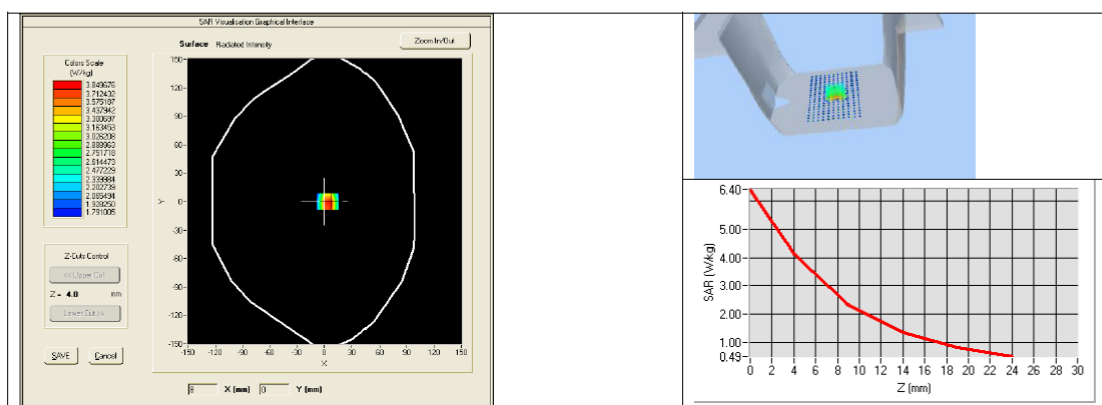 SAR Visualisation Graphical Interface
Surface Radiated Intensity
Zoom In/Out
Colors Scale
(W/kg)
3.849676
3.712432
3.575187
3.437942
3.300697
3.163453
3.026208
2.888963
2.751718
2.614473
2.477229
2.339984
2.202739
2.065494
1.928250
1.791005
Z-Cuts Control
<< Upper Cut
Z = 4.0 mm
Lower Cut >>
SAVE Cancel
150-
120-
90-
60-
30-
0-
-30-
-60-
-90-
-120-
-150-
Y
-150 -120 -90 -60 -30 0 30 60 90 120 150
X
8 X (mm) 0 Y (mm)
6.40-
5.00-
4.00-
3.00-
2.00-
1.00-
0.49-
SAR (W/kg)
0 2 4 6 8 10 12 14 16 18 20 22 24 26 28 30
Z (mm)